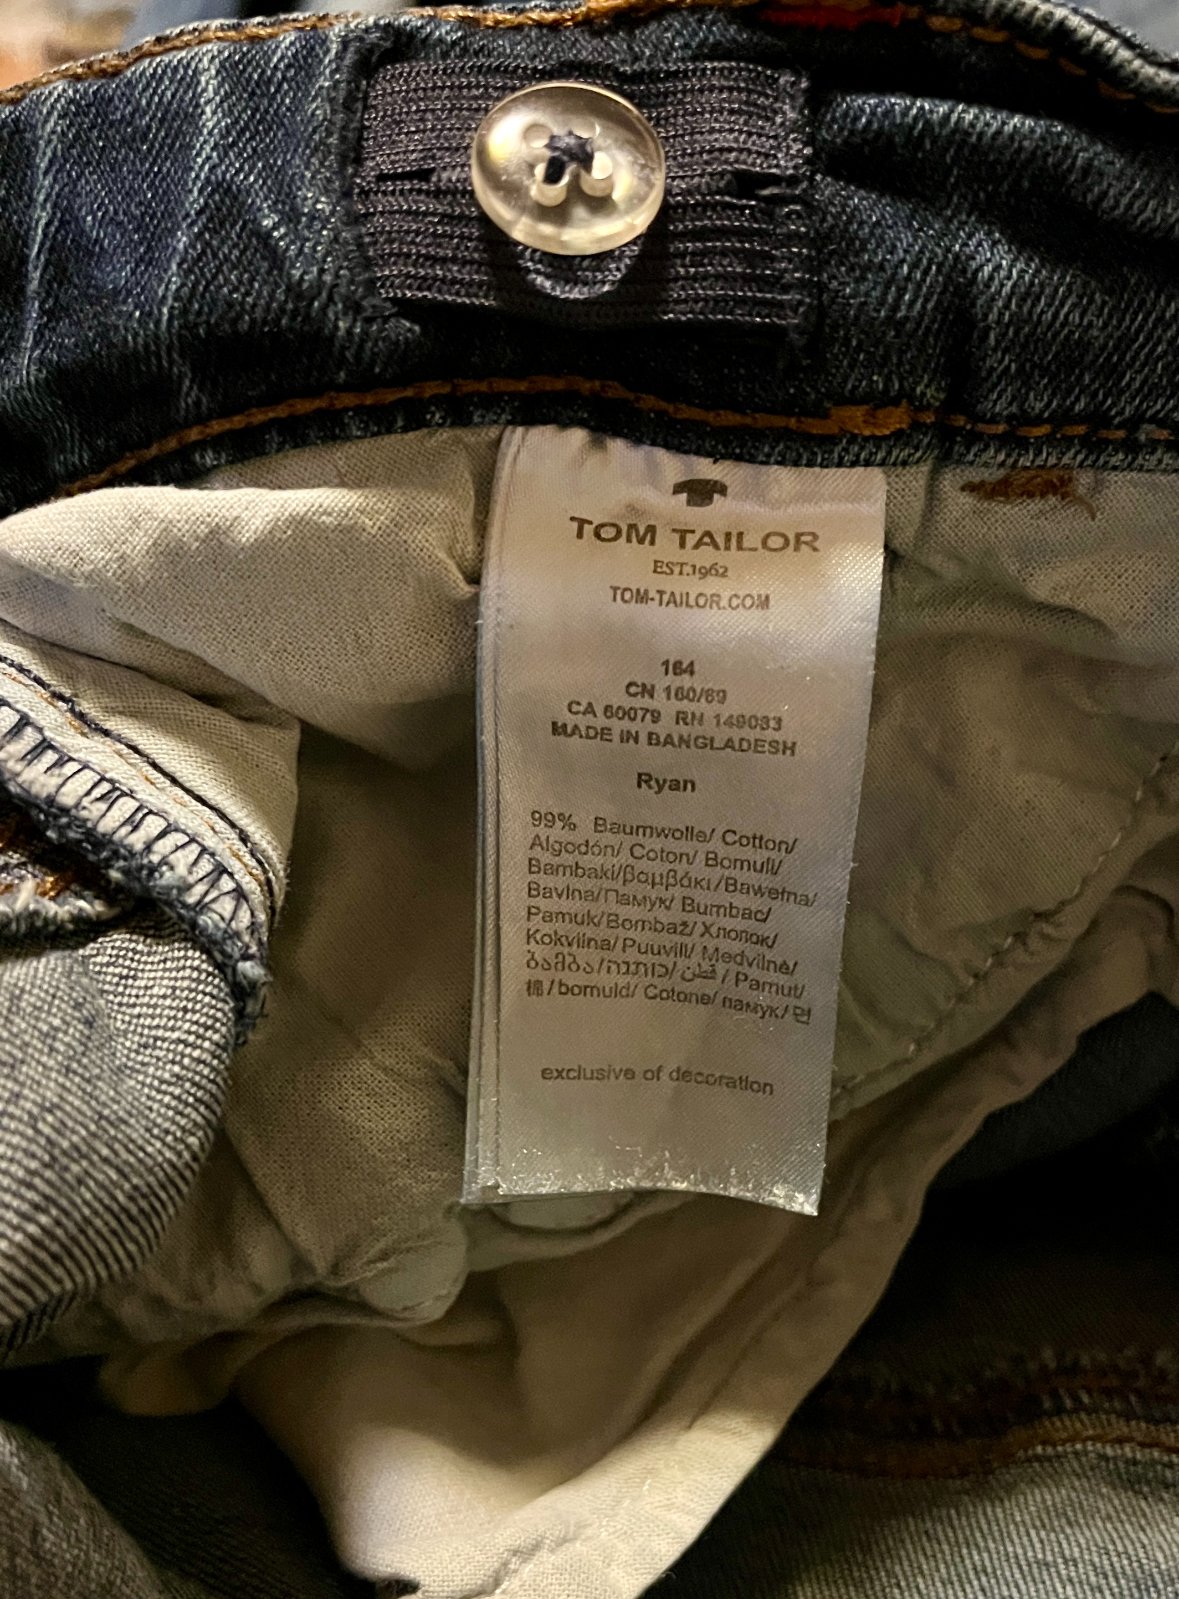 TOM TAILOR
EST.1962
TOM-TAILOR.COM
164
CN 160/69
CA 60079 RN 149083
MADE IN BANGLADESH
Ryan
99% Baumwolle/ Cotton/
Algodón/ Coton/ Bomull/
Bambaki/βαμβάκι/Bawełna/
Bavlna/Памук/ Bumbac/
Pamuk/Bombaž/Хлопок/
Kokvilna/Puuvill/ Medvilnė/
ბამბა/כותנה/قطن/ Pamut/
棉/bomuld/ Cotone/ памук/ 면
exclusive of decoration